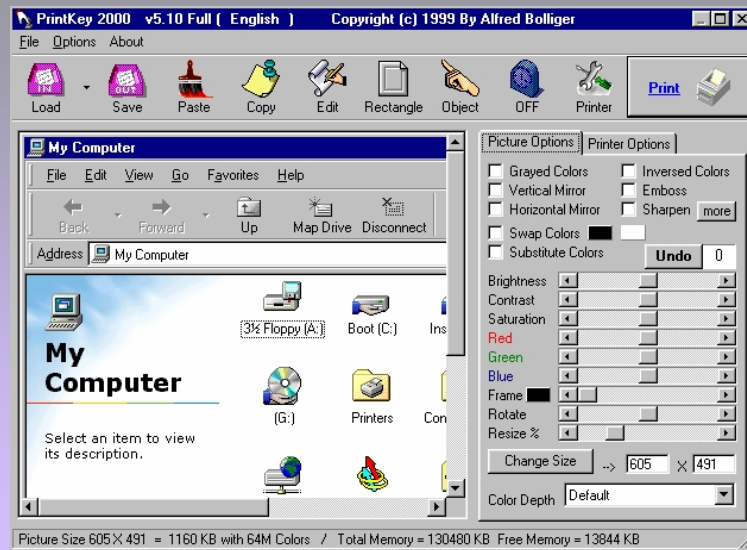 PrintKey 2000 v5.10 Full ( English ) Copyright (c) 1999 By Alfred Bolliger
File Options About
IN OUT
Load Save Paste Copy Edit Rectangle Object OFF Printer Print
My Computer
File Edit View Go Favorites Help
Back Forward Up Map Drive Disconnect
Address My Computer
3½ Floppy (A:) Boot (C:) Ins
My
Computer
(G:) Printers Con
Select an item to view
its description.
Picture Options Printer Options
Grayed Colors Inversed Colors
Vertical Mirror Emboss
Horizontal Mirror Sharpen more
Swap Colors
Substitute Colors Undo 0
Brightness
Contrast
Saturation
Red
Green
Blue
Frame
Rotate
Resize %
Change Size --> 605 X 491
Color Depth Default
Picture Size 605 X 491 = 1160 KB with 64M Colors / Total Memory = 130480 KB Free Memory = 13844 KB